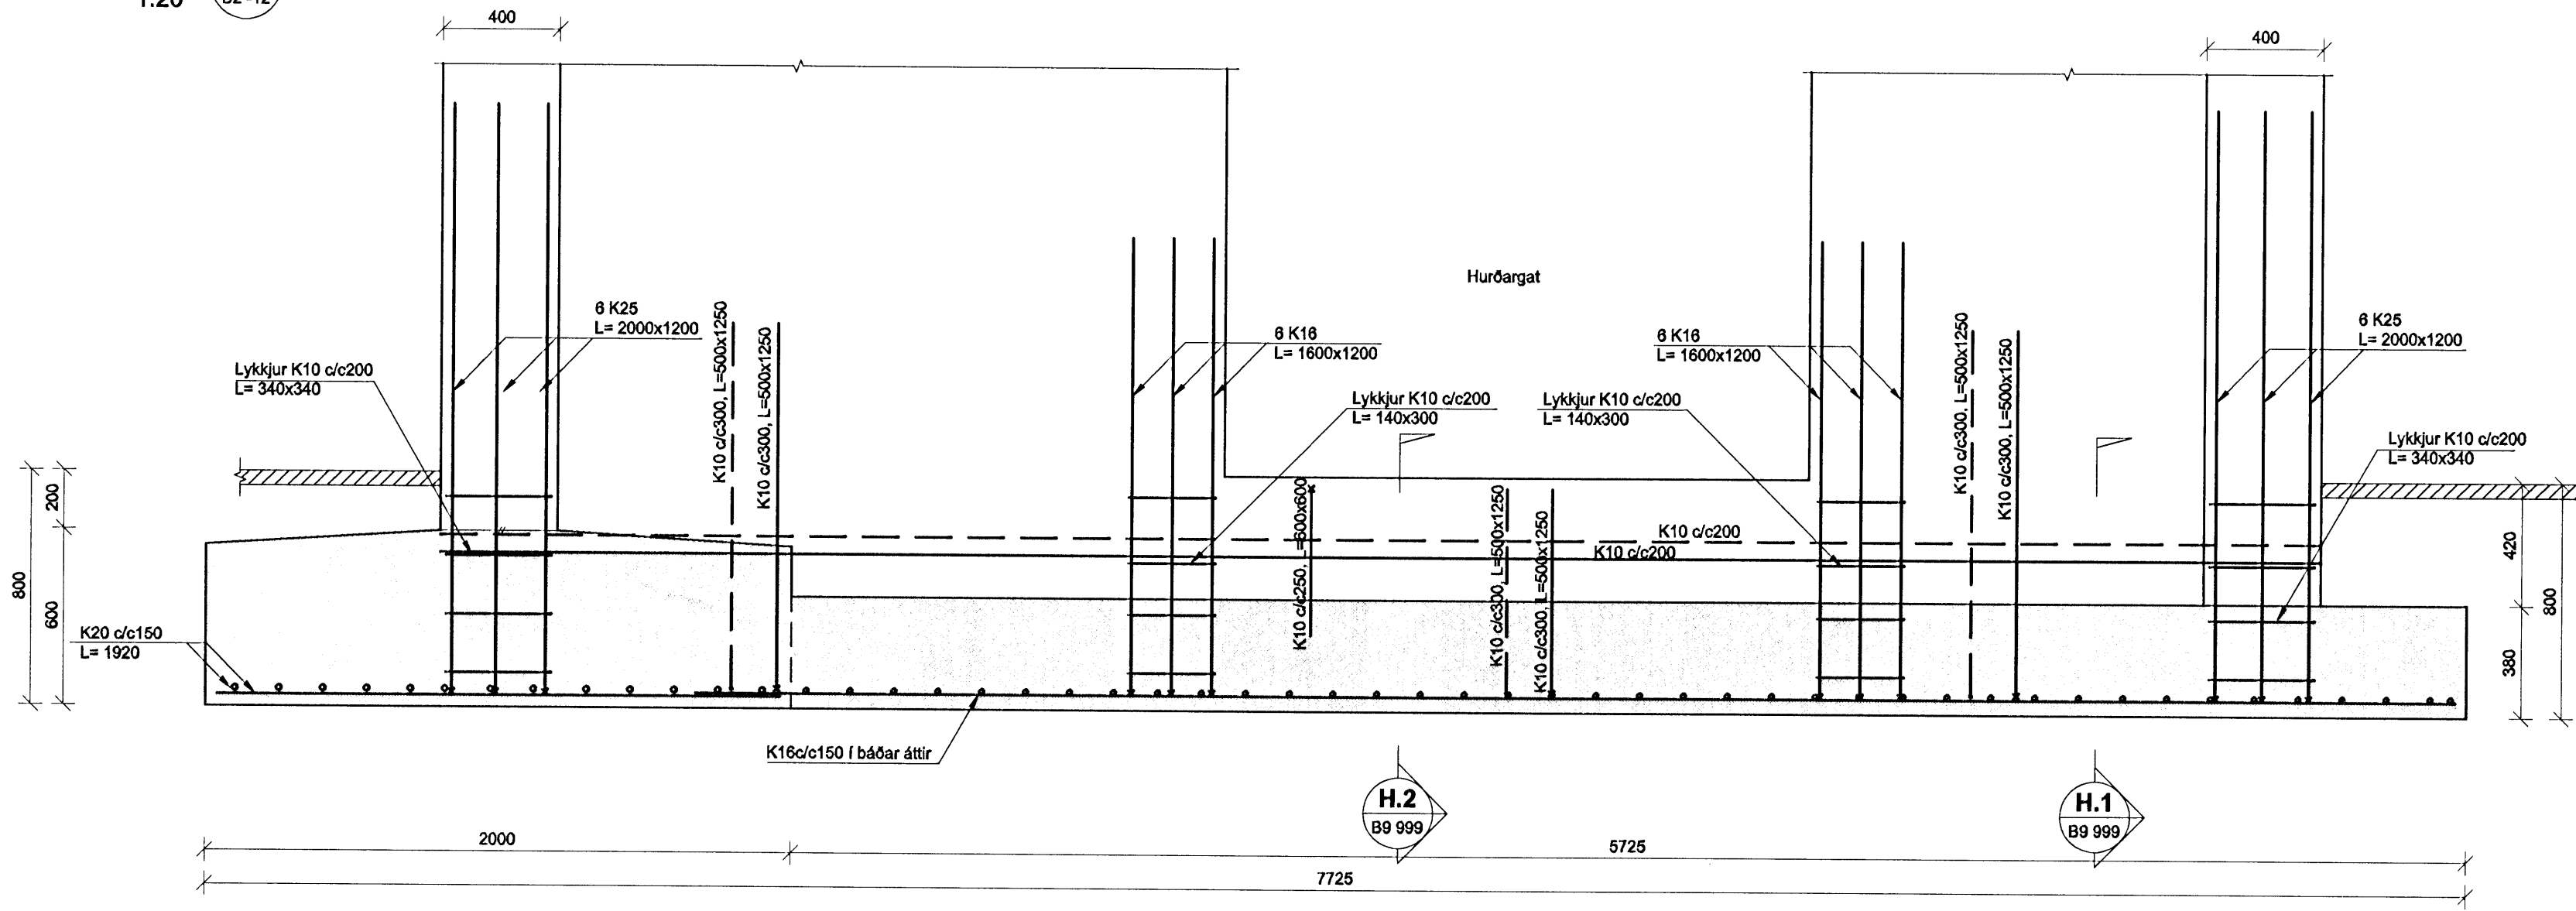 1:20
B2 -12
400
400
Hurðargat
6 K25
L= 2000x1200
K10 c/c300, L=500x1250
K10 c/c300, L=500x1250
6 K16
L= 1600x1200
6 K16
L= 1600x1200
K10 c/c300, L=500x1250
K10 c/c300, L=500x1250
6 K25
L= 2000x1200
Lykkjur K10 c/c200
L= 340x340
Lykkjur K10 c/c200
L= 140x300
Lykkjur K10 c/c200
L= 140x300
Lykkjur K10 c/c200
L= 340x340
200
800
600
K10 c/c250, L=600x600
K10 c/c300, L=500x1250
K10 c/c300, L=500x1250
K10 c/c200
K10 c/c200
420
800
380
K20 c/c150
L= 1920
K16c/c150 í báðar áttir
H.2
B9 999
H.1
B9 999
2000
5725
7725